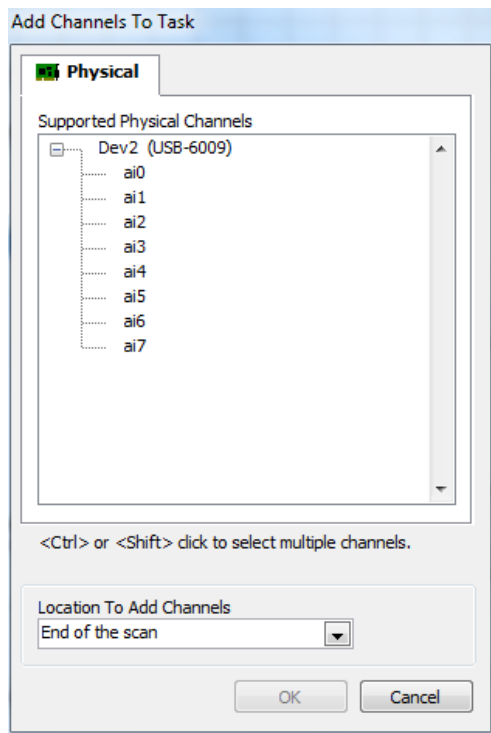 Add Channels To Task
Physical
Supported Physical Channels
Dev2 (USB-6009)
ai0
ai1
ai2
ai3
ai4
ai5
ai6
ai7
<Ctrl> or <Shift> click to select multiple channels.
Location To Add Channels
End of the scan
OK
Cancel